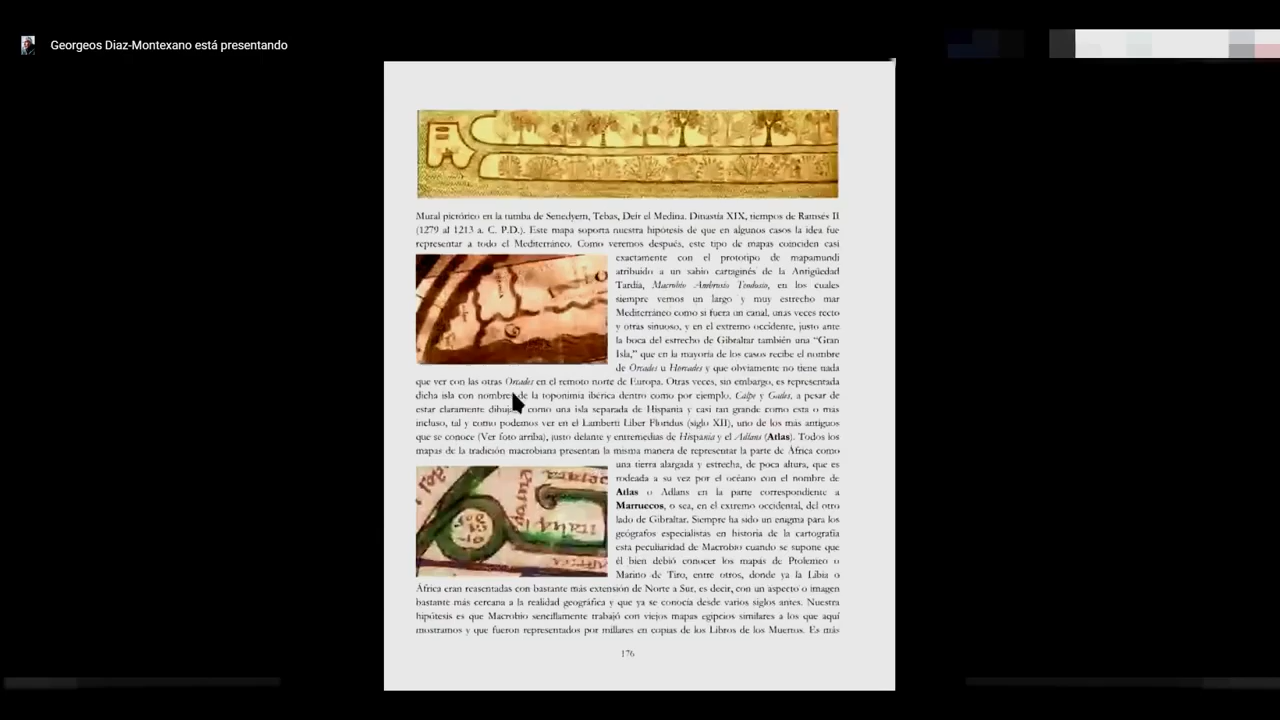 Georgeos Diaz-Montexano está presentando
Mural pictórico en la tumba de Senedyem, Tebas, Deir el Medina. Dinastía XIX, tiempos de Ramsés II
(1279 al 1213 a. C. P.D.). Este mapa soporta nuestra hipótesis de que en algunos casos la idea fue
representar a todo el Mediterráneo. Como veremos después, este tipo de mapas coinciden casi
exactamente con el prototipo de mapamundi
atribuido a un sabio cartaginés de la Antigüedad
Tardía, Macrobio Ambrosio Teodosio, en los cuales
siempre vemos un largo y muy estrecho mar
Mediterráneo como si fuera un canal, unas veces recto
y otras sinuoso, y en el extremo occidente, justo ante
la boca del estrecho de Gibraltar también una “Gran
Isla,” que en la mayoría de los casos recibe el nombre
de Orcades u Horcades y que obviamente no tiene nada
que ver con las otras Orcades en el remoto norte de Europa. Otras veces, sin embargo, es representada
dicha isla con nombres de la toponimia ibérica dentro como por ejemplo, Calpe y Gades, a pesar de
estar claramente como una isla separada de Hispania y casi tan grande como esta o mas
incluso, tal y como podemos ver en el Lamberti Liber Floridus (siglo XII), uno de los más antiguos
que se conoce (Ver foto arriba), justo delante y entremedias de Hispania y el Adlans (Atlas). Todos los
mapas de la tradición macrobiana presentan la misma manera de representar la parte de África como
una tierra alargada y estrecha, de poca altura, que es
rodeada a su vez por el océano con el nombre de
Atlas o Adlans en la parte correspondiente a
Marruecos, o sea, en el extremo occidental, del otro
lado de Gibraltar. Siempre ha sido un enigma para los
geógrafos especialistas en historia de la cartografía
esta peculiaridad de Macrobio cuando se supone que
él bien debió conocer los mapas de Ptolemeo o
Marino de Tiro, entre otros, donde ya la Libia o
África eran reasentadas con bastante más extensión de Norte a Sur, es decir, con un aspecto o imagen
bastante más cercana a la realidad geográfica y que ya se conocía desde varios siglos antes. Nuestra
hipótesis es que Macrobio sencillamente trabajó con viejos mapas egipcios similares a los que aquí
mostramos y que fueron representados por millares en copias de los Libros de los Muertos. Es más
176